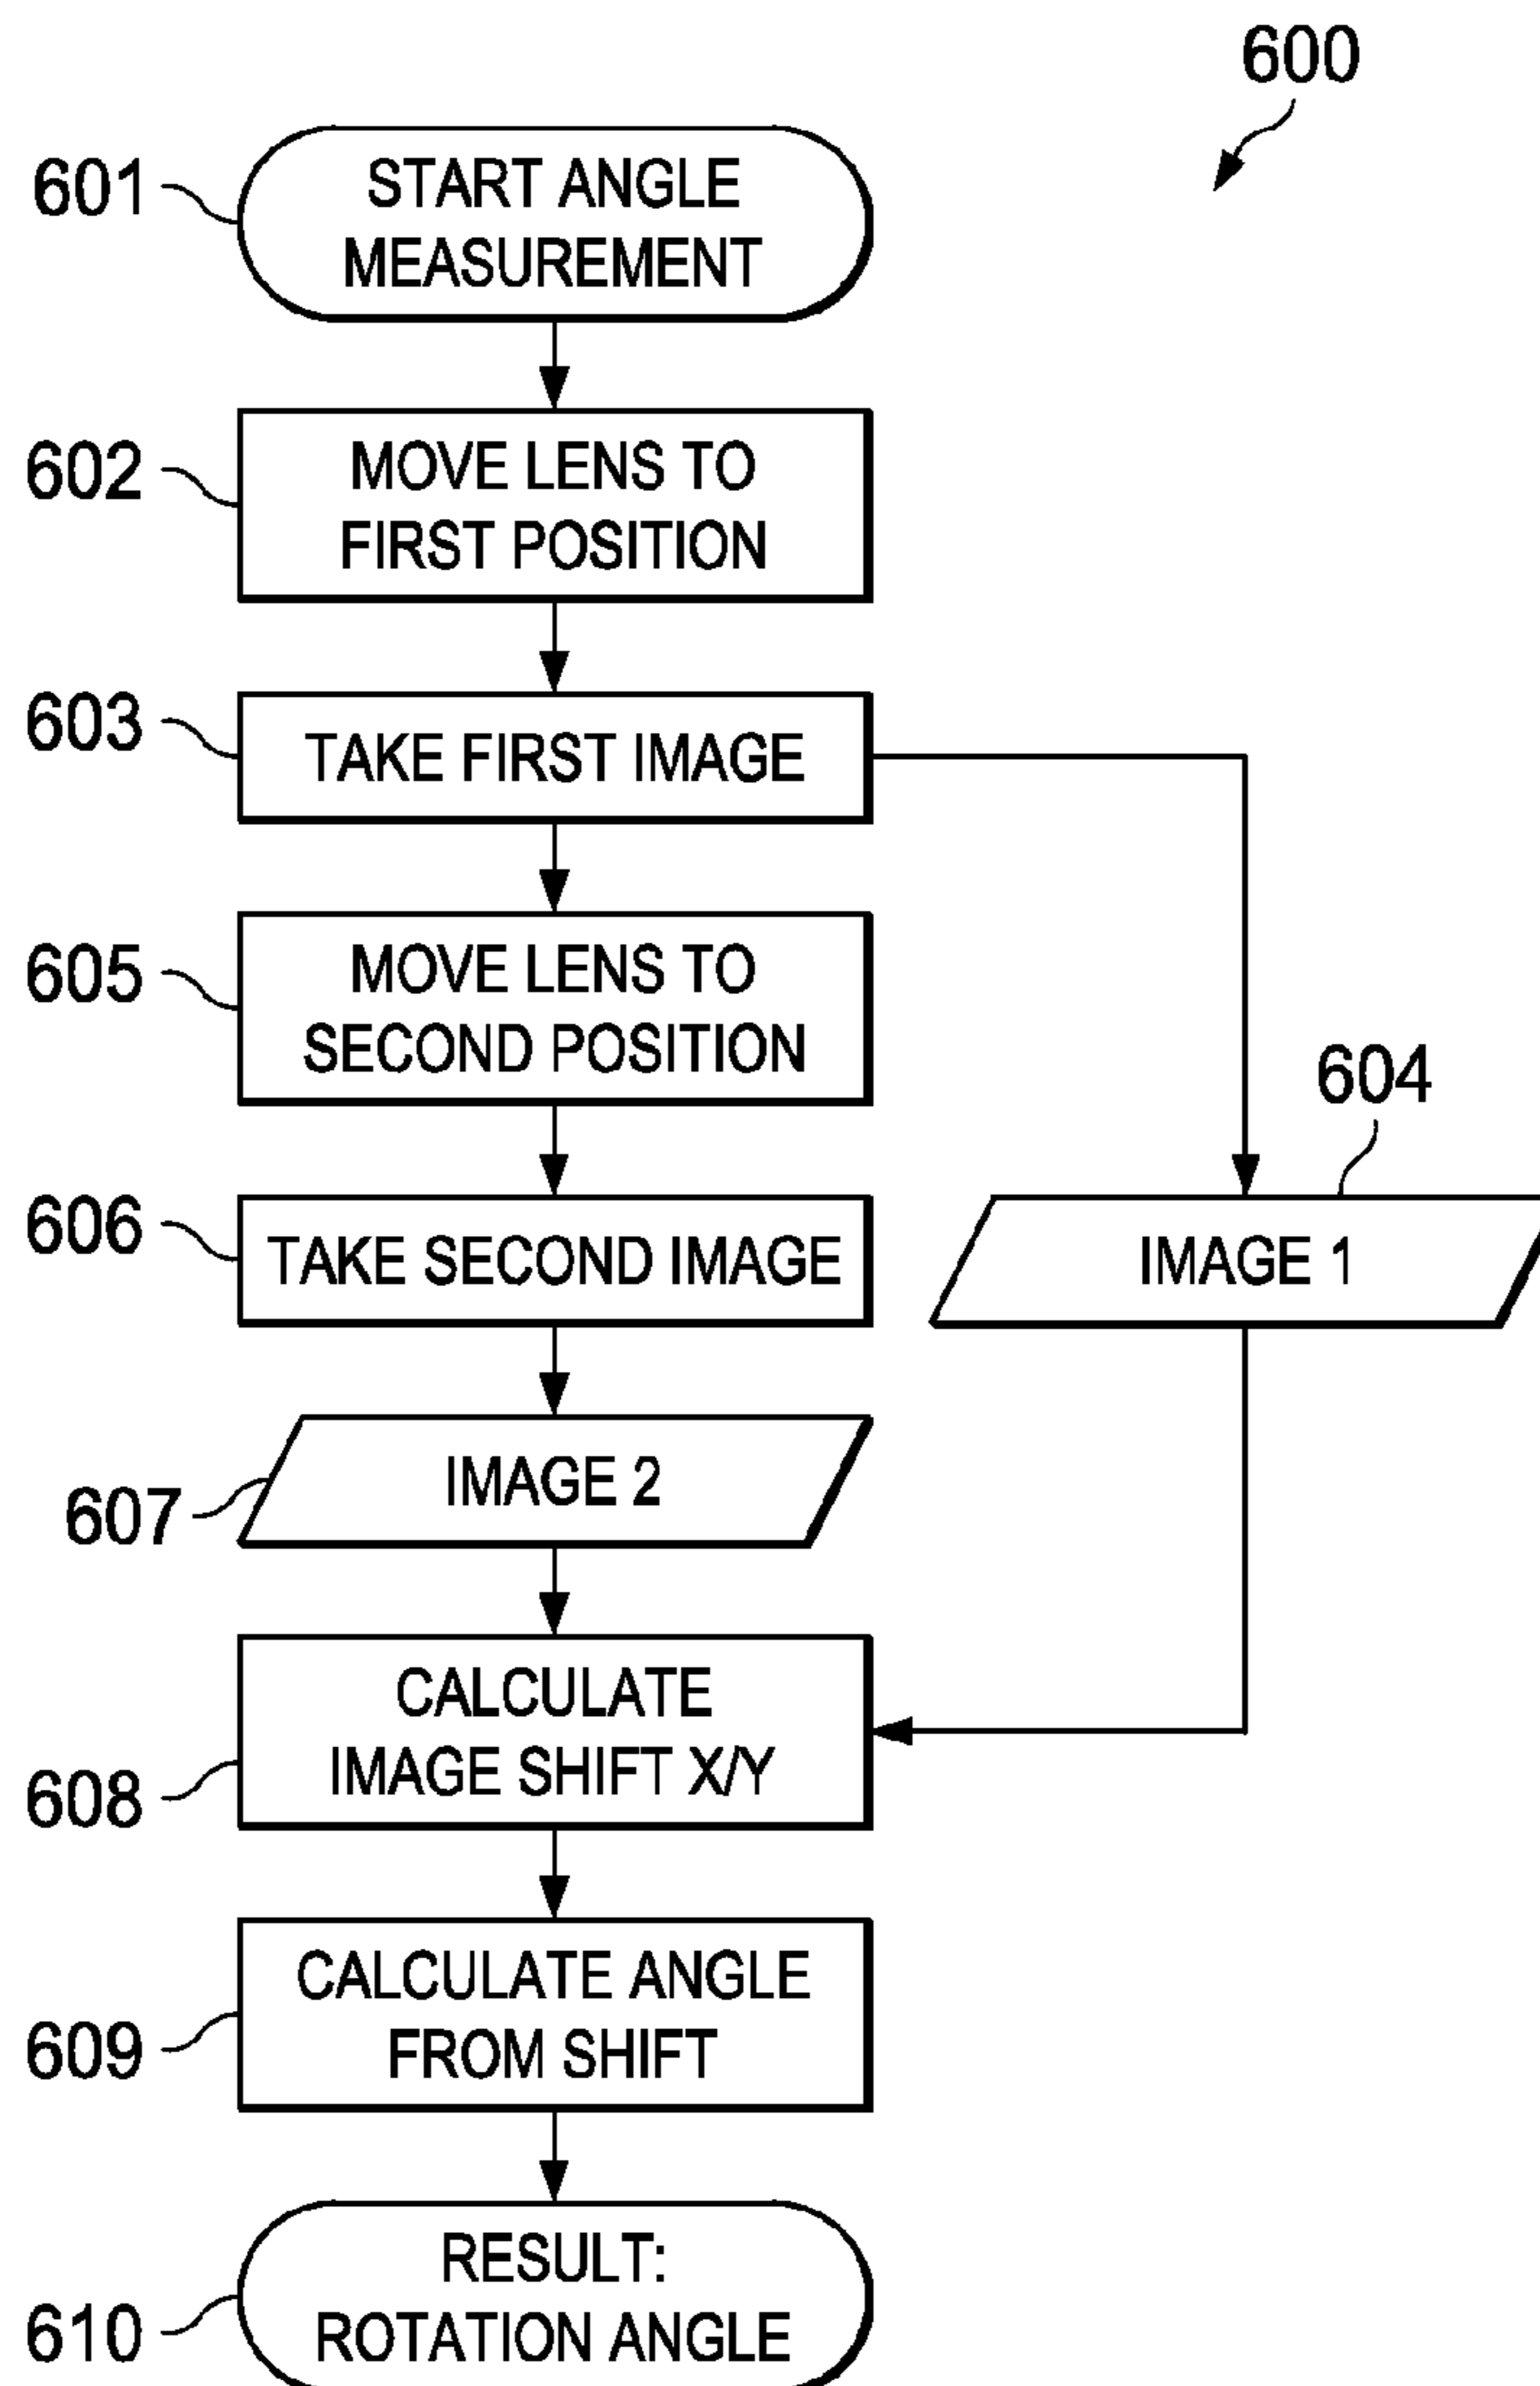 600
601
START ANGLE
MEASUREMENT
602
MOVE LENS TO
FIRST POSITION
603
TAKE FIRST IMAGE
605
MOVE LENS TO
SECOND POSITION
604
606
TAKE SECOND IMAGE
IMAGE 1
607
IMAGE 2
608
CALCULATE
IMAGE SHIFT X/Y
609
CALCULATE ANGLE
FROM SHIFT
610
RESULT:
ROTATION ANGLE